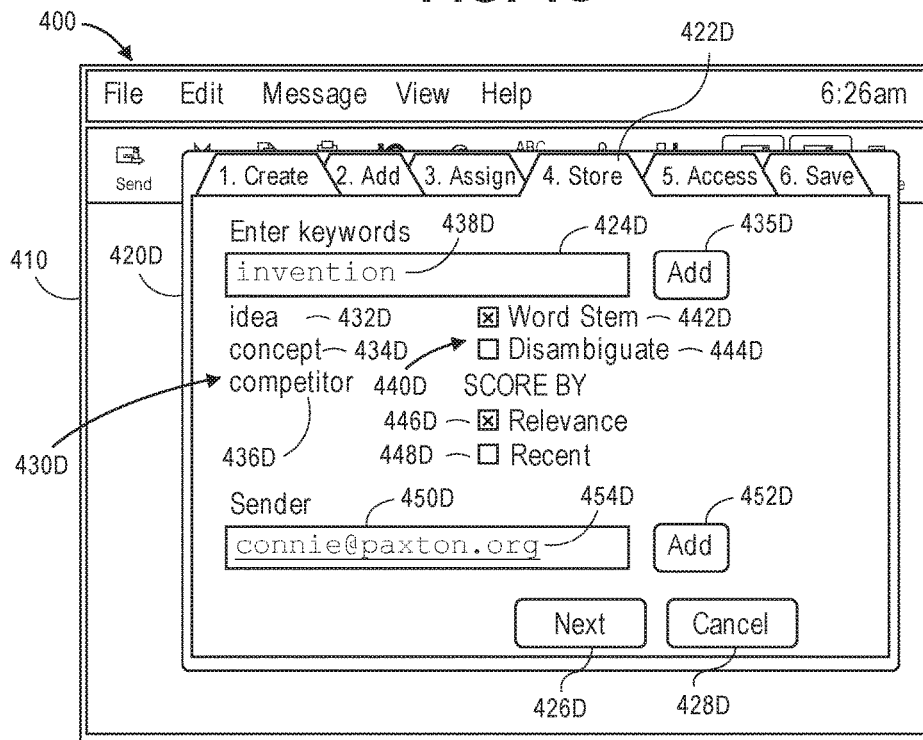 400
422D
File Edit Message View Help 6:26am
ABC
Send
1. Create 2. Add 3. Assign 4. Store 5. Access 6. Save
Enter keywords 438D 424D 435D
410 420D invention Add
idea 432D Word Stem 442D
concept 434D Disambiguate 444D
competitor 440D SCORE BY
446D Relevance
430D 436D 448D Recent
Sender 450D 454D 452D
connie@paxton.org Add
Next Cancel
426D 428D